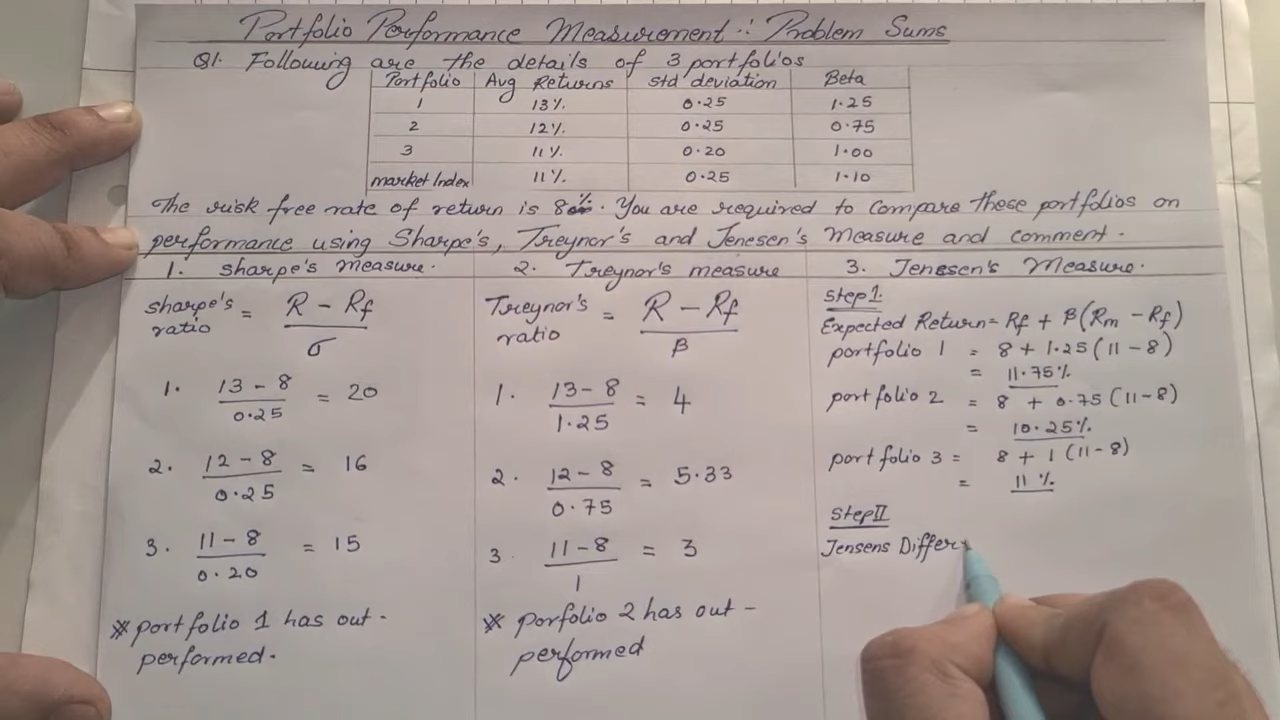 Portfolio Performance Measurement :- Problem Sums
Q1. Following are the details of 3 portfolios
Portfolio Avg Returns std deviation Beta
1 13% 0.25 1.25
2 12% 0.25 0.75
3 11% 0.20 1.00
market Index 11% 0.25 1.10
The risk free rate of return is 8%. You are required to compare these portfolios on
performance using Sharpe's, Treynor's and Jenesen's Measure and comment.
1. Sharpe's measure.
sharpe's ratio = R - Rf / σ
1. 13 - 8 / 0.25 = 20
2. 12 - 8 / 0.25 = 16
3. 11 - 8 / 0.20 = 15
* portfolio 1 has out-
performed.
2. Treynor's measure
Treynor's ratio = R - Rf / β
1. 13 - 8 / 1.25 = 4
2. 12 - 8 / 0.75 = 5.33
3. 11 - 8 / 1 = 3
* porfolio 2 has out-
performed
3. Jenesen's Measure.
Step 1.
Expected Return = Rf + β(Rm - Rf)
portfolio 1 = 8 + 1.25 (11 - 8)
= 11.75%
portfolio 2 = 8 + 0.75 (11 - 8)
= 10.25%
portfolio 3 = 8 + 1 (11 - 8)
= 11 %
Step II
Jensens Differ